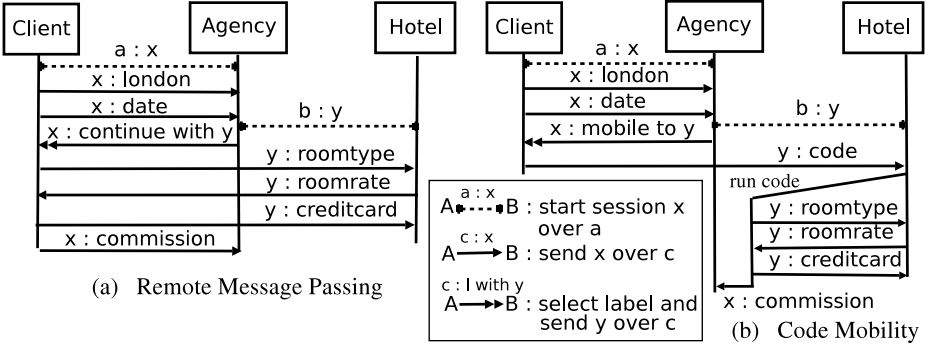 Client
Agency
Hotel
a : x
x : london
x : date
b : y
x : continue with y
y : roomtype
y : roomrate
y : creditcard
x : commission
(a) Remote Message Passing
Client
Agency
Hotel
a : x
x : london
x : date
b : y
x : mobile to y
y : code
run code
y : roomtype
y : roomrate
y : creditcard
x : commission
(b) Code Mobility
a : x
A B : start session x
over a
c : x
A B : send x over c
c : l with y
A B : select label and
send y over c